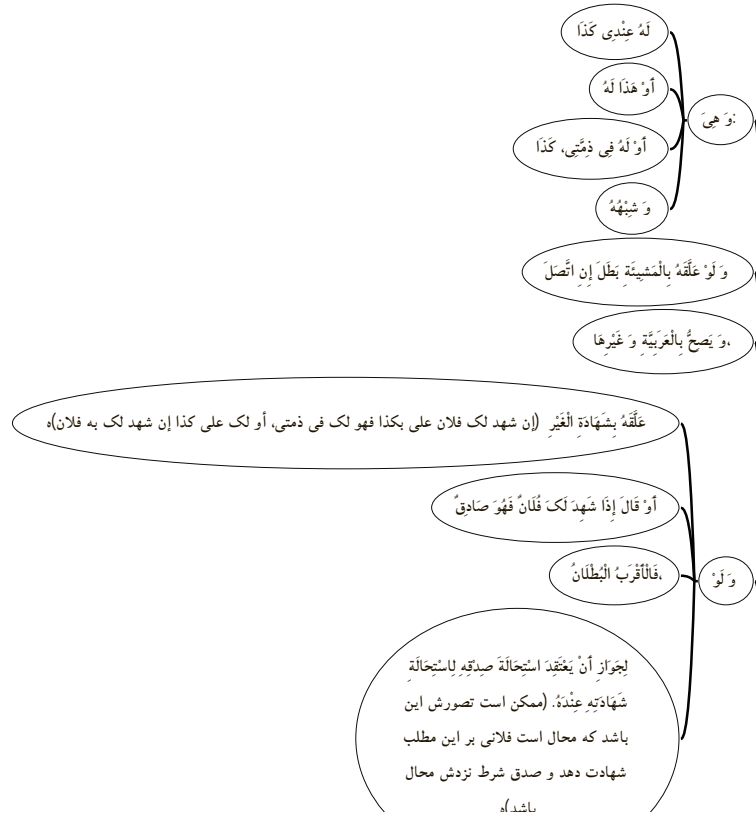 وَ هِیَ:
لَهُ عِنْدِی کَذَا
أَوْ هَذَا لَهُ
أَوْ لَهُ فِی ذِمَّتِی، کَذَا
وَ شِبْهُهُ
وَ لَوْ عَلَّقَهُ بِالْمَشِیئَةِ بَطَلَ إِنِ اتَّصَلَ
وَ یَصِحُّ بِالْعَرَبِیَّةِ وَ غَیْرِهَا،
وَ لَوْ
عَلَّقَهُ بِشَهَادَةِ الْغَیْرِ (إن شهد لک فلان علی بکذا فهو لک فی ذمتی، أو لک علی کذا إن شهد لک به فلان)ه
أَوْ قَالَ إِذَا شَهِدَ لَکَ فُلَانٌ فَهُوَ صَادِقٌ
فَالْأَقْرَبُ الْبُطْلَانُ،
لِجَوَازِ أَنْ یَعْتَقِدَ اسْتِحَالَةَ صِدْقِهِ لِاسْتِحَالَةِ
شَهَادَتِهِ عِنْدَهُ. (ممکن است تصورش این
باشد که محال است فلانی بر این مطلب
شهادت دهد و صدق شرط نزدش محال
باشد)ه